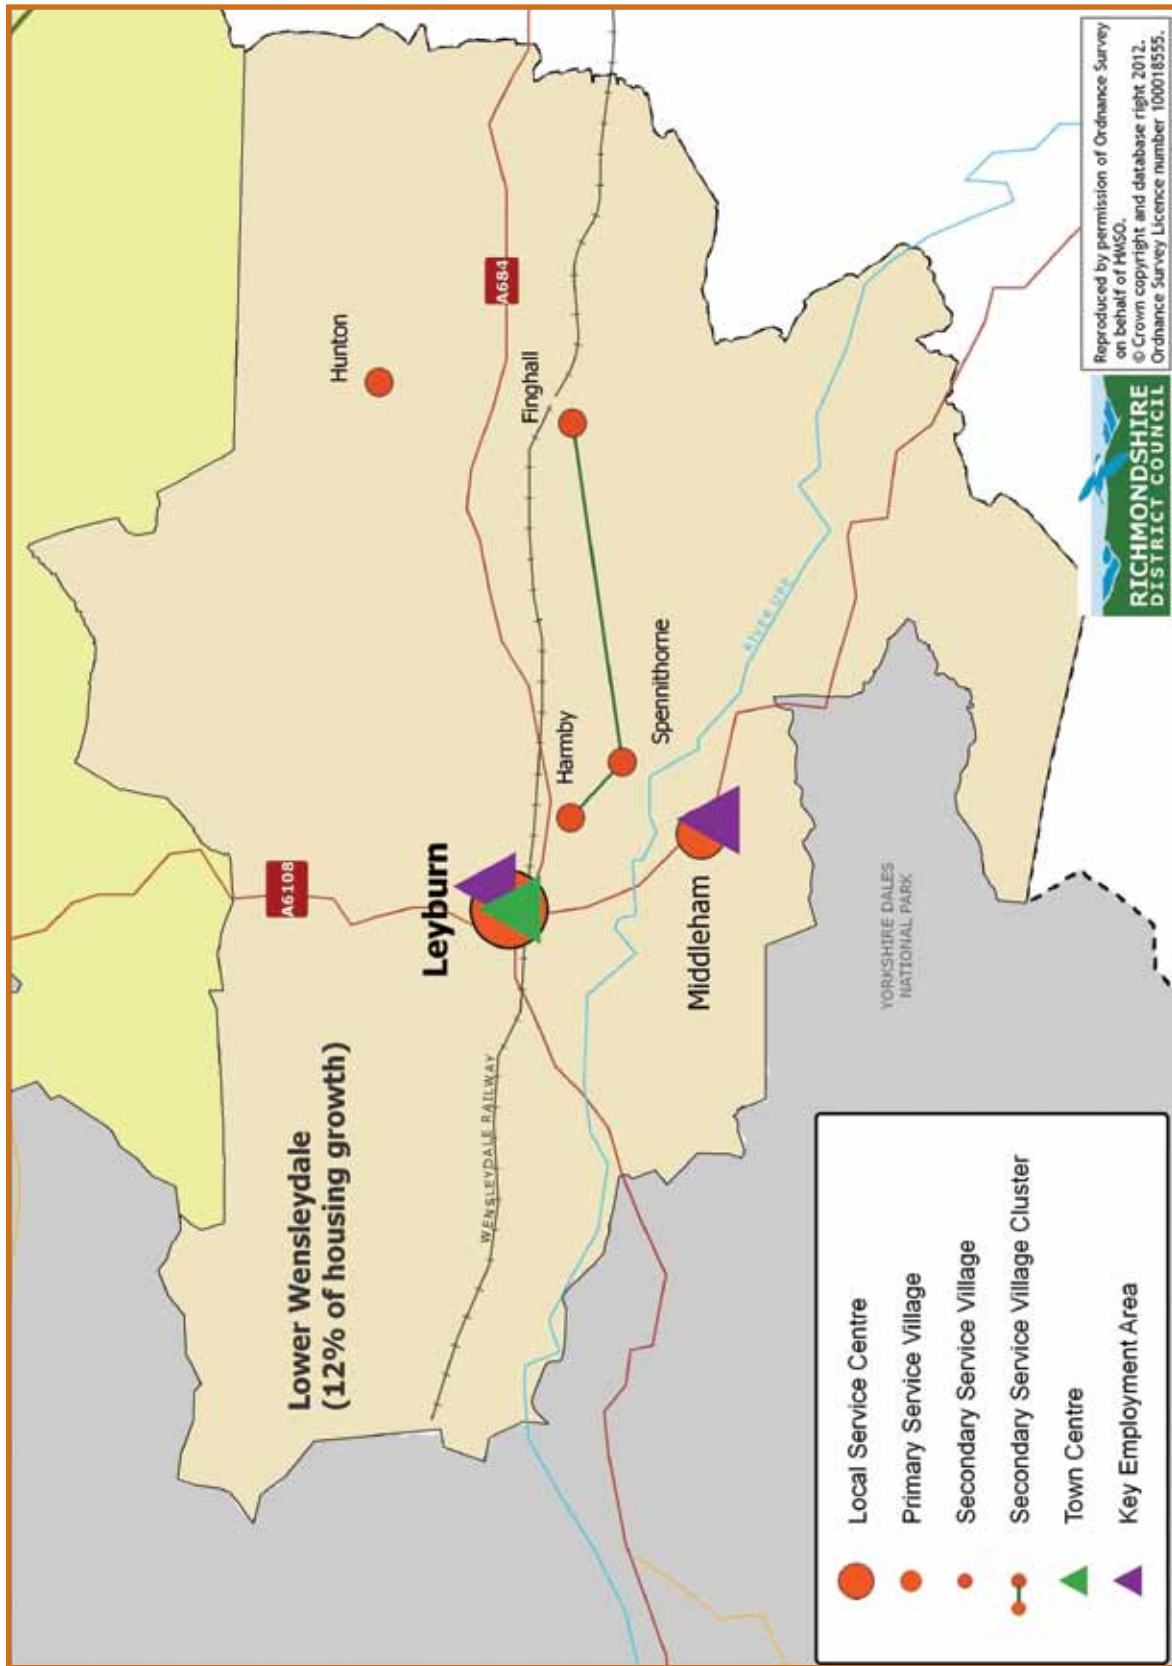 Lower Wensleydale
(12% of housing growth)
A6108
Leyburn
Hunton
A684
WENSLEYDALE RAILWAY
Harmby
Finghall
Spennithorne
Middleham
RIVER URE
YORKSHIRE DALES
NATIONAL PARK
Local Service Centre
Primary Service Village
Secondary Service Village
Secondary Service Village Cluster
Town Centre
Key Employment Area
RICHMONDSHIRE
DISTRICT COUNCIL
Reproduced by permission of Ordnance Survey
on behalf of HMSO.
© Crown copyright and database right 2012.
Ordnance Survey Licence number 100018555.